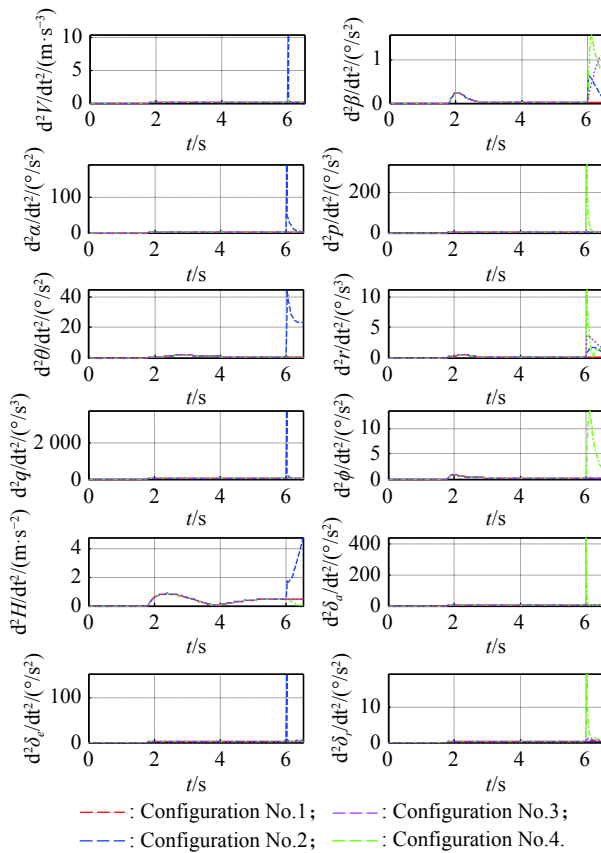 d²V/dt²/(m·s⁻³)
10
5
0
0 2 4 6
t/s
d²β/dt²/(°/s²)
1
0
0 2 4 6
t/s
d²α/dt²/(°/s²)
100
0
0 2 4 6
t/s
d²p/dt²/(°/s³)
200
0
0 2 4 6
t/s
d²θ/dt²/(°/s²)
40
20
0
0 2 4 6
t/s
d²r/dt²/(°/s³)
10
5
0
0 2 4 6
t/s
d²q/dt²/(°/s³)
2 000
0
0 2 4 6
t/s
d²ϕ/dt²/(°/s²)
10
5
0
0 2 4 6
t/s
d²H/dt²/(m·s⁻²)
4
2
0
0 2 4 6
t/s
d²δₐ/dt²/(°/s²)
400
200
0
0 2 4 6
t/s
d²δₑ/dt²/(°/s²)
100
0
0 2 4 6
t/s
d²δᵣ/dt²/(°/s²)
10
0
0 2 4 6
t/s
: Configuration No.1; : Configuration No.3;
: Configuration No.2; : Configuration No.4.